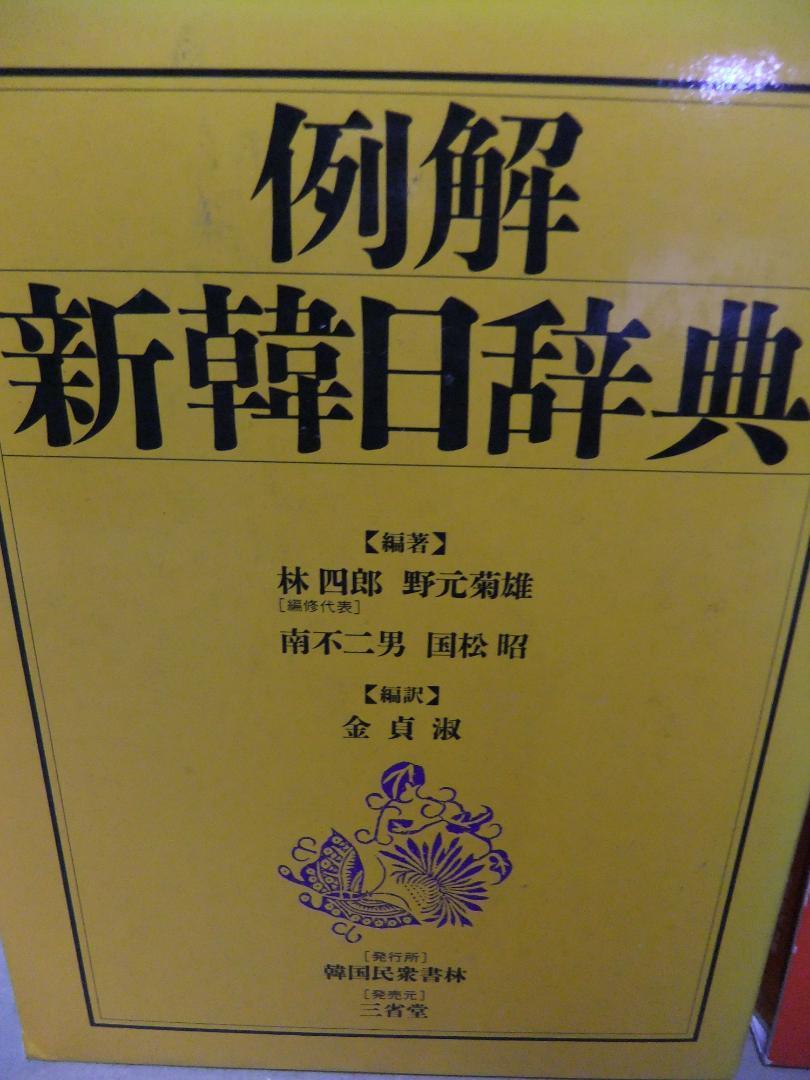 例解
新韓日辞典
【編著】
林四郎 野元菊雄
[編修代表]
南不二男 国松昭
【編訳】
金貞淑
[発行所]
韓国民衆書林
[発売元]
三省堂